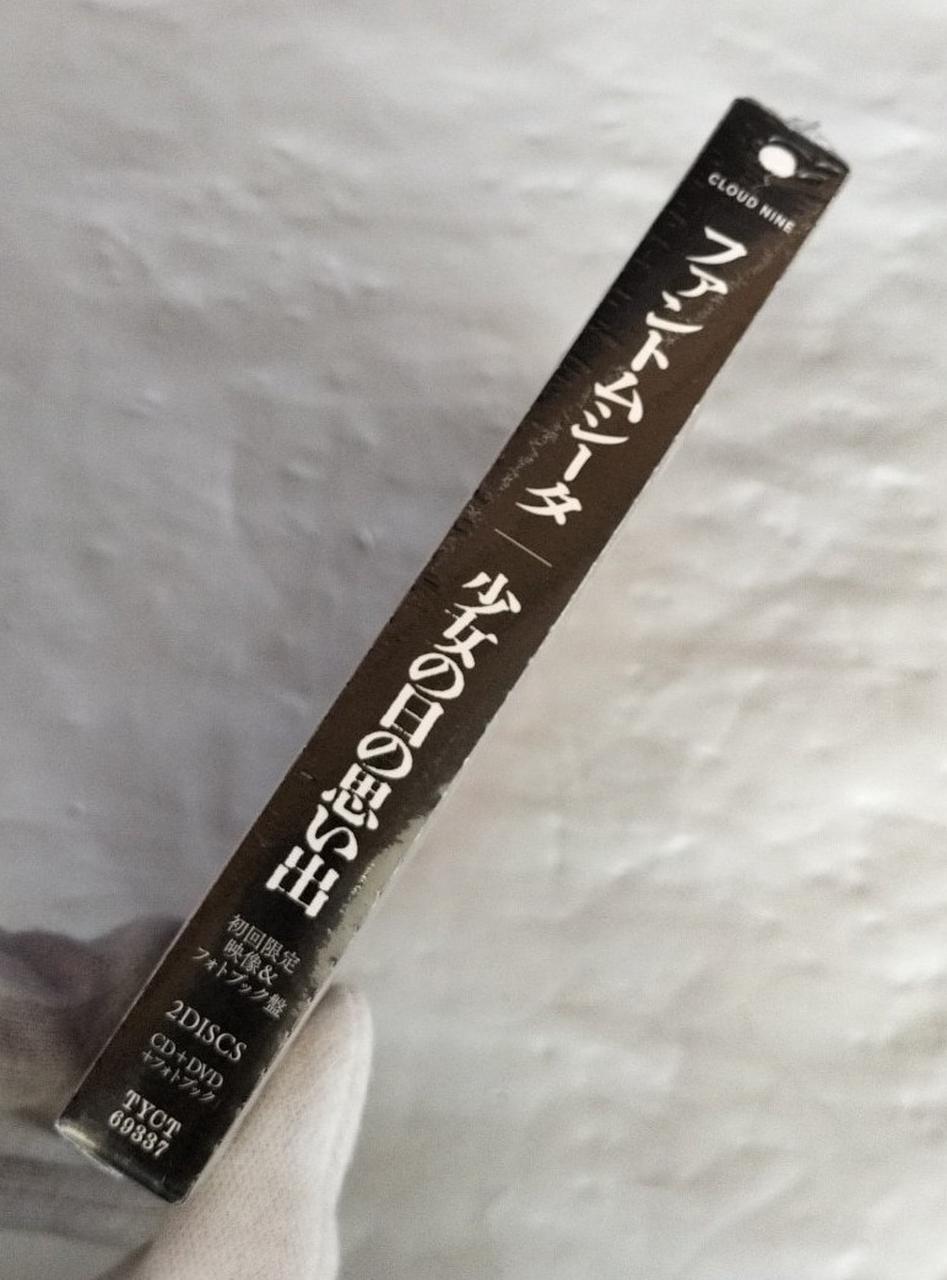 CLOUD NINE
ファントムシータ
少女の日の思い出
初回限定
映像&
フォトブック盤
2DISCS
CD+DVD
+フォトブック
TYCT
69337